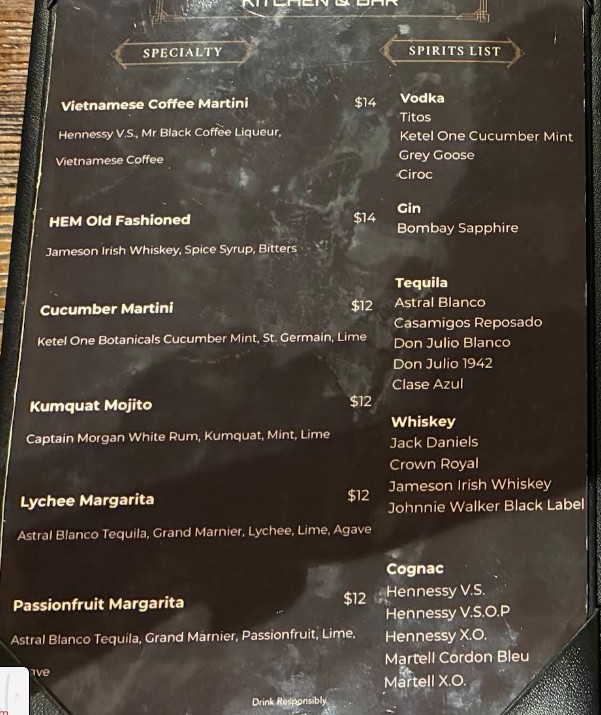 KITCHEN & BAR
SPECIALTY
Vietnamese Coffee Martini $14
Hennessy V.S., Mr Black Coffee Liqueur,
Vietnamese Coffee
HEM Old Fashioned $14
Jameson Irish Whiskey, Spice Syrup, Bitters
Cucumber Martini $12
Ketel One Botanicals Cucumber Mint, St. Germain, Lime
Kumquat Mojito $12
Captain Morgan White Rum, Kumquat, Mint, Lime
Lychee Margarita $12
Astral Blanco Tequila, Grand Marnier, Lychee, Lime, Agave
Passionfruit Margarita $12
Astral Blanco Tequila, Grand Marnier, Passionfruit, Lime,
ave
SPIRITS LIST
Vodka
Titos
Ketel One Cucumber Mint
Grey Goose
Ciroc
Gin
Bombay Sapphire
Tequila
Astral Blanco
Casamigos Reposado
Don Julio Blanco
Don Julio 1942
Clase Azul
Whiskey
Jack Daniels
Crown Royal
Jameson Irish Whiskey
Johnnie Walker Black Label
Cognac
Hennessy V.S.
Hennessy V.S.O.P
Hennessy X.O.
Martell Cordon Bleu
Martell X.O.
Drink Responsibly